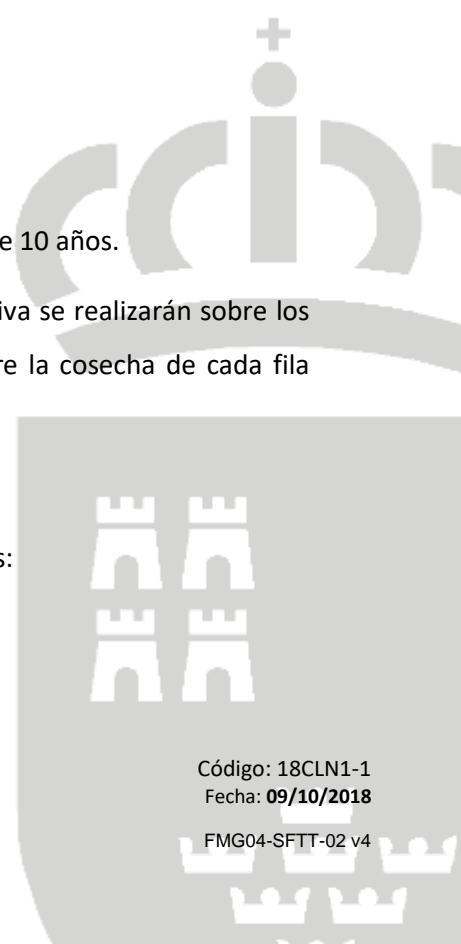 e 10 años.
iva se realizarán sobre los
re la cosecha de cada fila
s:
Código: 18CLN1-1
Fecha: 09/10/2018
FMG04-SFTT-02 v4